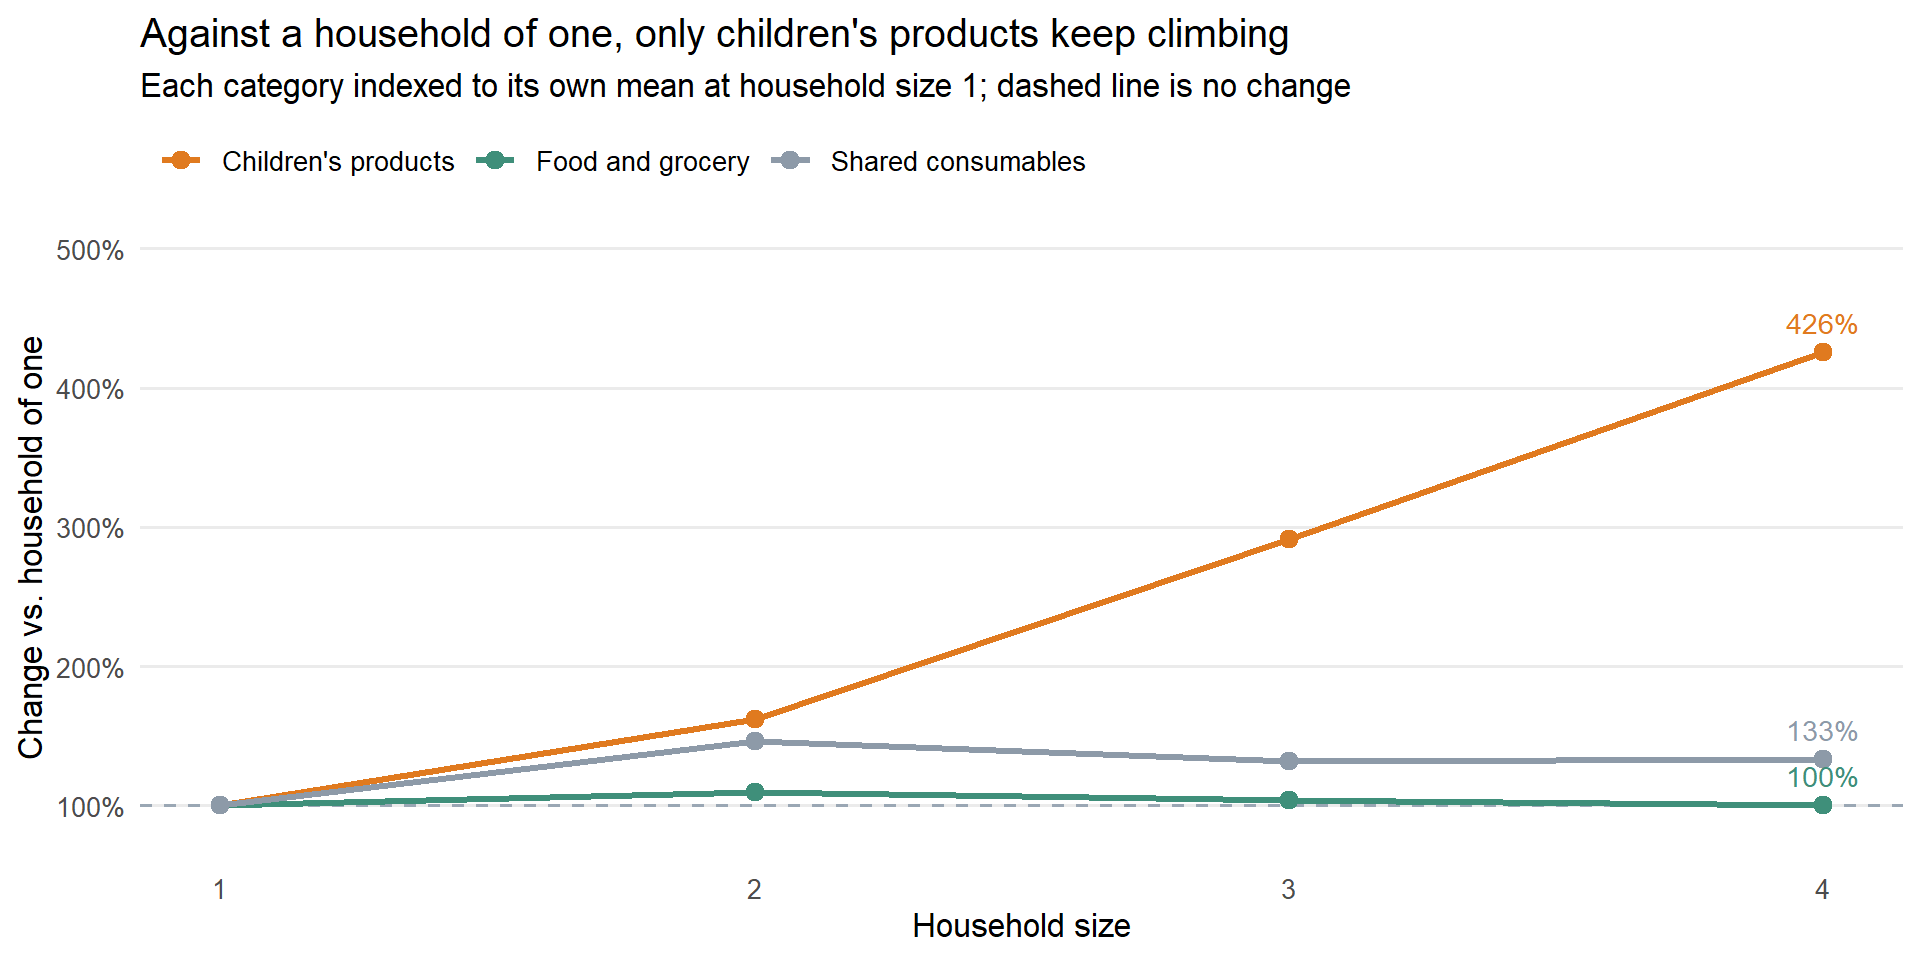 Against a household of one, only children's products keep climbing
Each category indexed to its own mean at household size 1; dashed line is no change
Children's products
Food and grocery
Shared consumables
Change vs. household of one
500%
400%
300%
200%
100%
426%
133%
100%
1
2
3
4
Household size